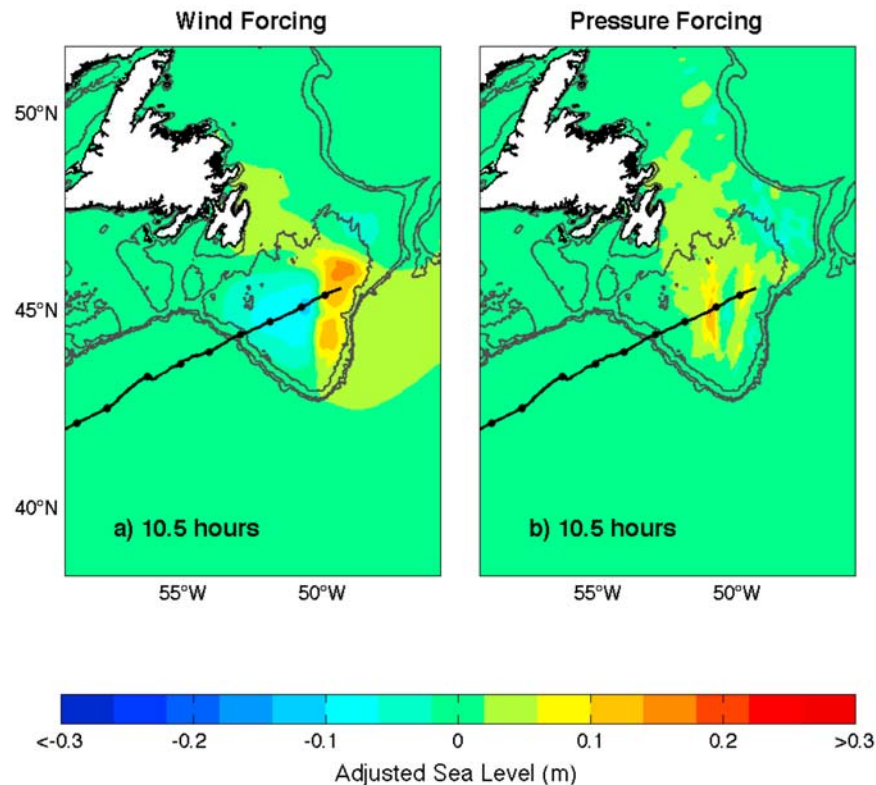 Wind Forcing Pressure Forcing
50°N
45°N
40°N
a) 10.5 hours b) 10.5 hours
55°W 50°W 55°W 50°W
<-0.3 -0.2 -0.1 0 0.1 0.2 >0.3
Adjusted Sea Level (m)